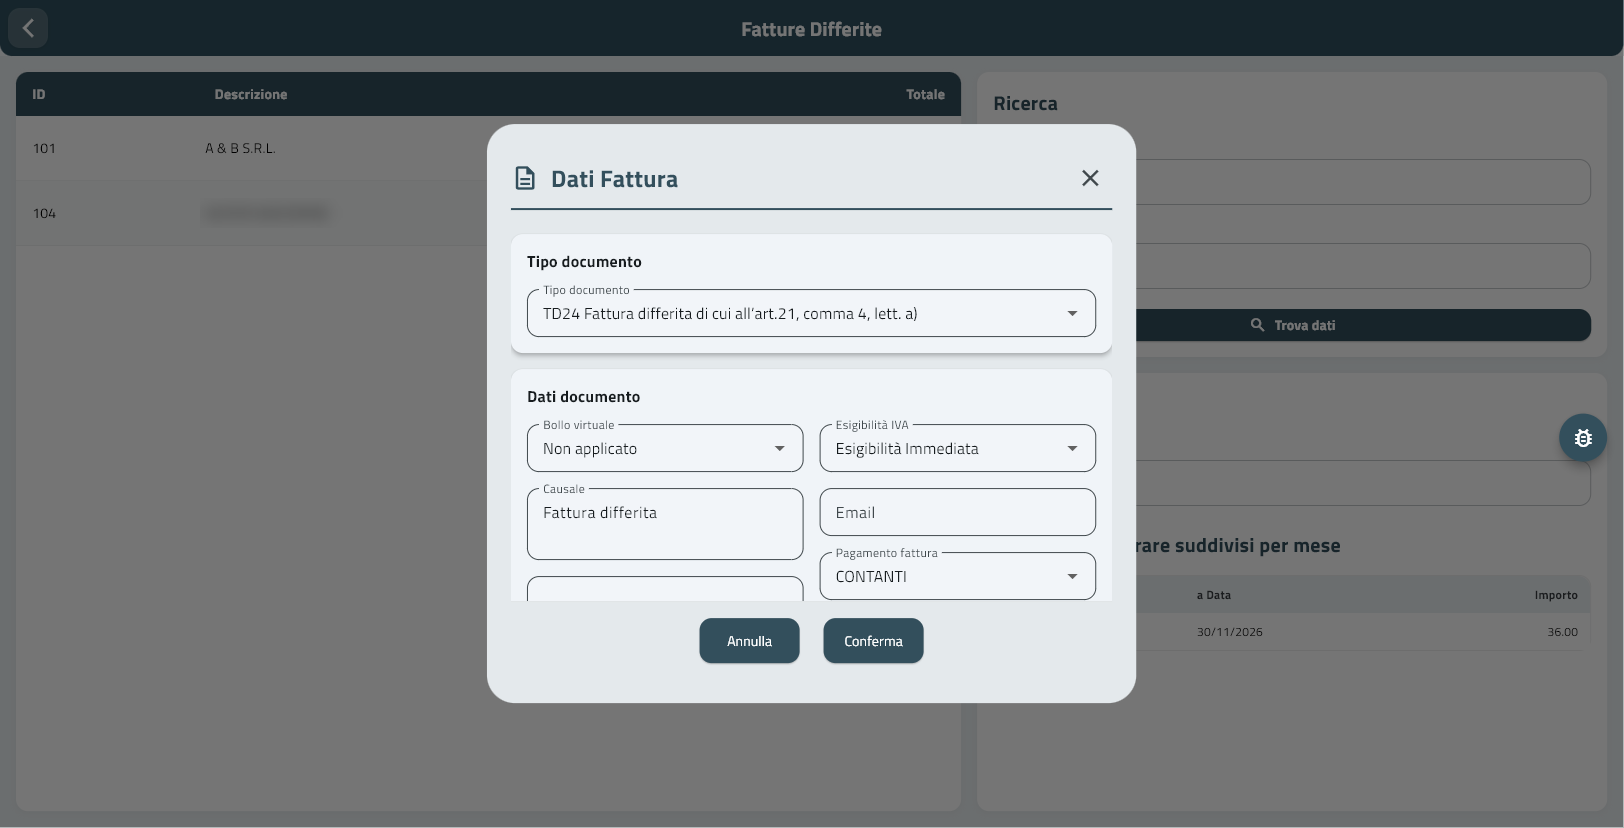 Fatture Differite
ID Descrizione Totale
101 A & B S.R.L.
104
Ricerca
Trova dati
rare suddivisi per mese
a Data Importo
30/11/2026 36.00
Dati Fattura
Tipo documento
Tipo documento
TD24 Fattura differita di cui all’art.21, comma 4, lett. a)
Dati documento
Bollo virtuale Esigibilità IVA
Non applicato Esigibilità Immediata
Causale
Fattura differita Email
Pagamento fattura
CONTANTI
Annulla Conferma